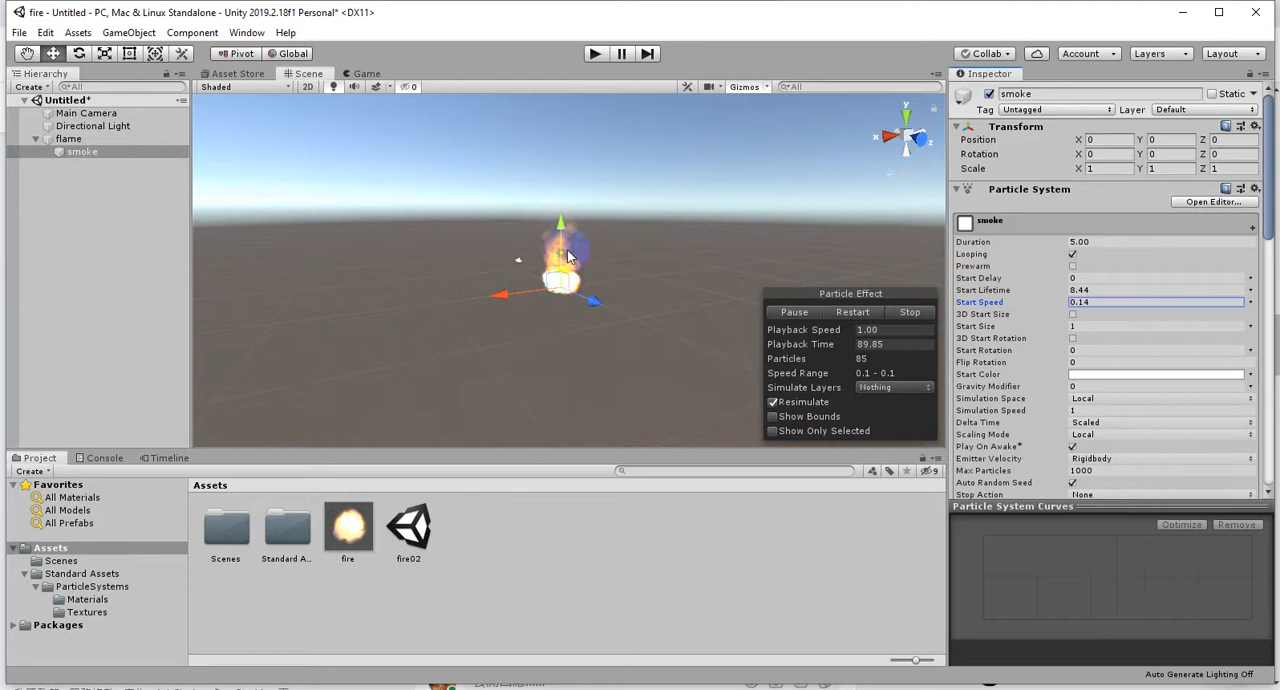 fire - Untitled - PC, Mac & Linux Standalone - Unity 2019.2.18f1 Personal* <DX11>
File Edit Assets GameObject Component Window Help
Pivot Global Collab Account Layers Layout
Hierarchy Asset Store Scene Game Inspector
Create All Shaded 2D 0 Gizmos All
smoke Static
Tag Untagged Layer Default
Untitled*
Main Camera
Directional Light
flame
smoke
y
x
z
Transform
Position X 0 Y 0 Z 0
Rotation X 0 Y 0 Z 0
Scale X 1 Y 1 Z 1
Particle System
Open Editor...
smoke
Duration 5.00
Looping
Prewarm
Start Delay 0
Start Lifetime 8.44
Start Speed 0.14
3D Start Size
Start Size 1
3D Start Rotation
Start Rotation 0
Flip Rotation 0
Start Color
Gravity Modifier 0
Simulation Space Local
Simulation Speed 1
Delta Time Scaled
Scaling Mode Local
Play On Awake*
Emitter Velocity Rigidbody
Max Particles 1000
Auto Random Seed
Stop Action None
Particle Effect
Pause Restart Stop
Playback Speed 1.00
Playback Time 89.85
Particles 85
Speed Range 0.1 - 0.1
Simulate Layers Nothing
Resimulate
Show Bounds
Show Only Selected
Project Console Timeline
Create 9
Favorites
All Materials
All Models
All Prefabs
Assets
Scenes
Standard Assets
ParticleSystems
Materials
Textures
Packages
Assets
Scenes Standard A... fire fire02
Particle System Curves
Optimize Remove
Auto Generate Lighting Off